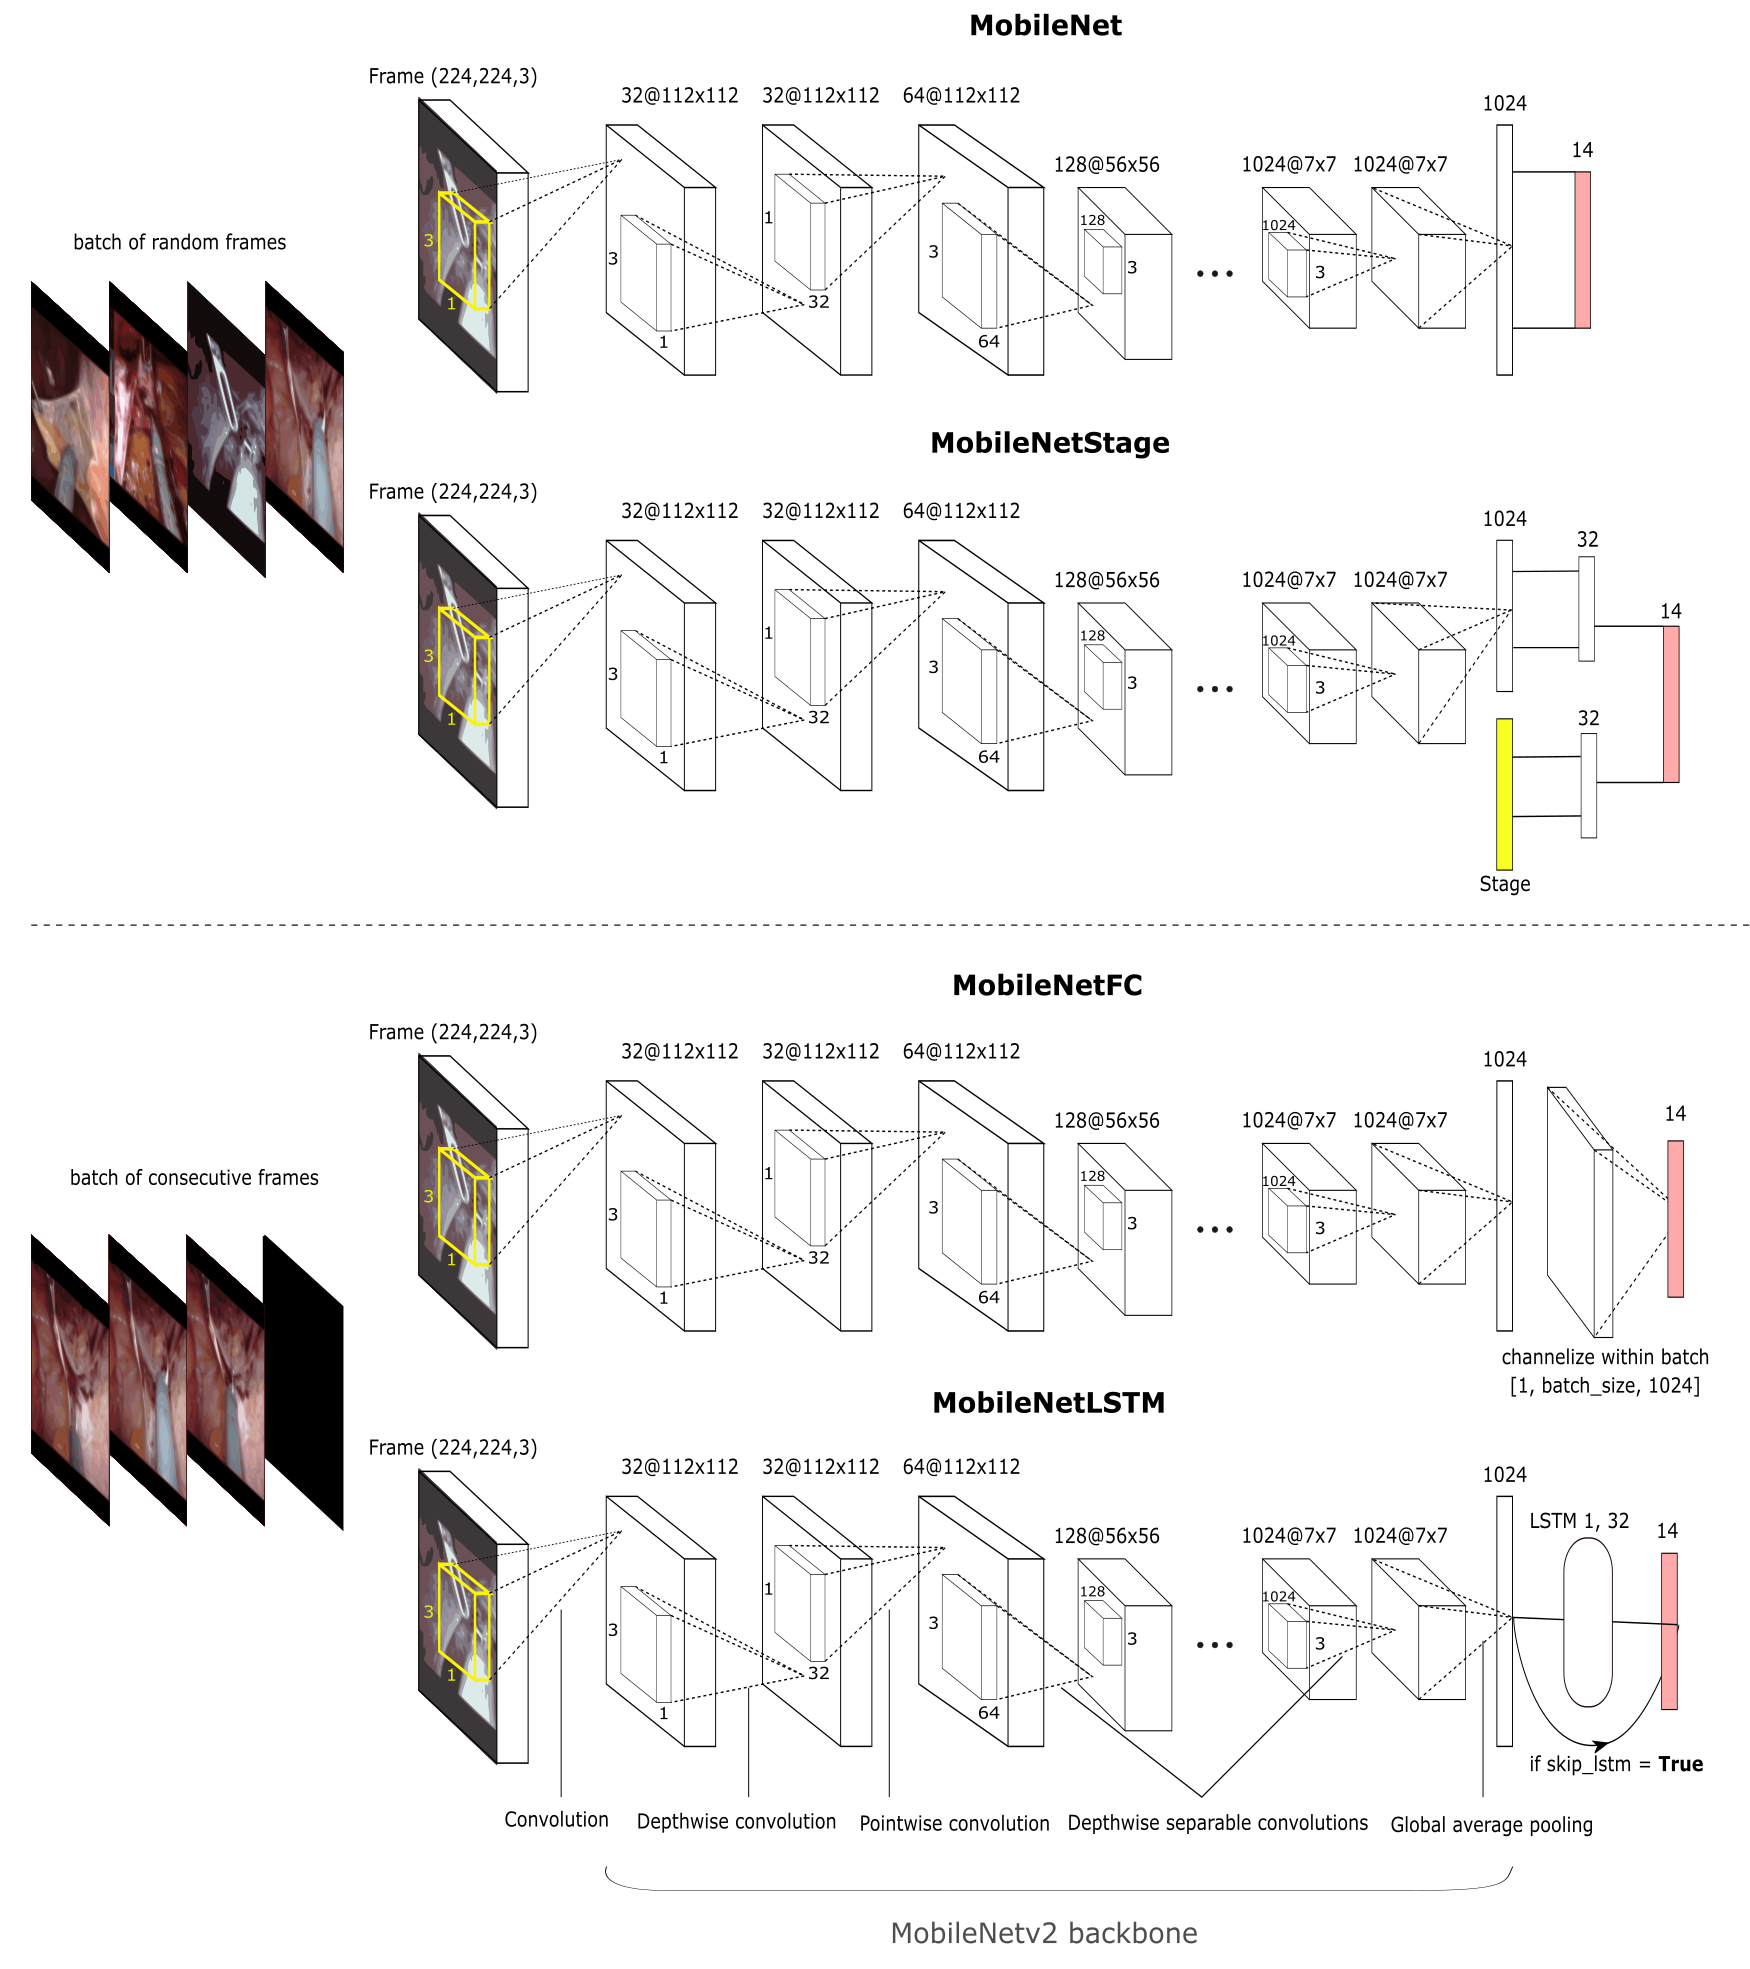 MobileNet
Frame (224,224,3)
32@112x112
32@112x112
64@112x112
128@56x56
1024@7x7
1024@7x7
1024
14
batch of random frames
3
1
3
1
1
32
3
64
128
3
...
1024
3
MobileNetStage
Frame (224,224,3)
32@112x112
32@112x112
64@112x112
128@56x56
1024@7x7
1024@7x7
1024
32
14
3
1
3
1
1
32
3
64
128
3
...
1024
3
32
Stage
MobileNetFC
Frame (224,224,3)
32@112x112
32@112x112
64@112x112
128@56x56
1024@7x7
1024@7x7
1024
14
batch of consecutive frames
3
1
3
1
1
32
3
64
128
3
...
1024
3
channelize within batch
[1, batch_size, 1024]
MobileNetLSTM
Frame (224,224,3)
32@112x112
32@112x112
64@112x112
128@56x56
1024@7x7
1024@7x7
1024
LSTM 1, 32
14
3
1
3
1
1
32
3
64
128
3
...
1024
3
if skip_lstm = True
Convolution
Depthwise convolution
Pointwise convolution
Depthwise separable convolutions
Global average pooling
MobileNetv2 backbone